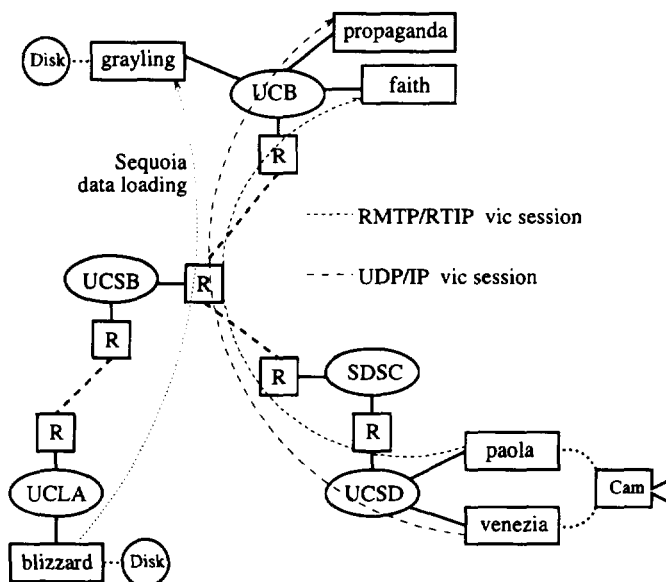 propaganda
Disk
grayling
UCB
faith
R
Sequoia
data loading
RMTP/RTIP vic session
UCSB
R
UDP/IP vic session
R
R
SDSC
R
R
paola
UCLA
UCSD
Cam
venezia
blizzard
Disk